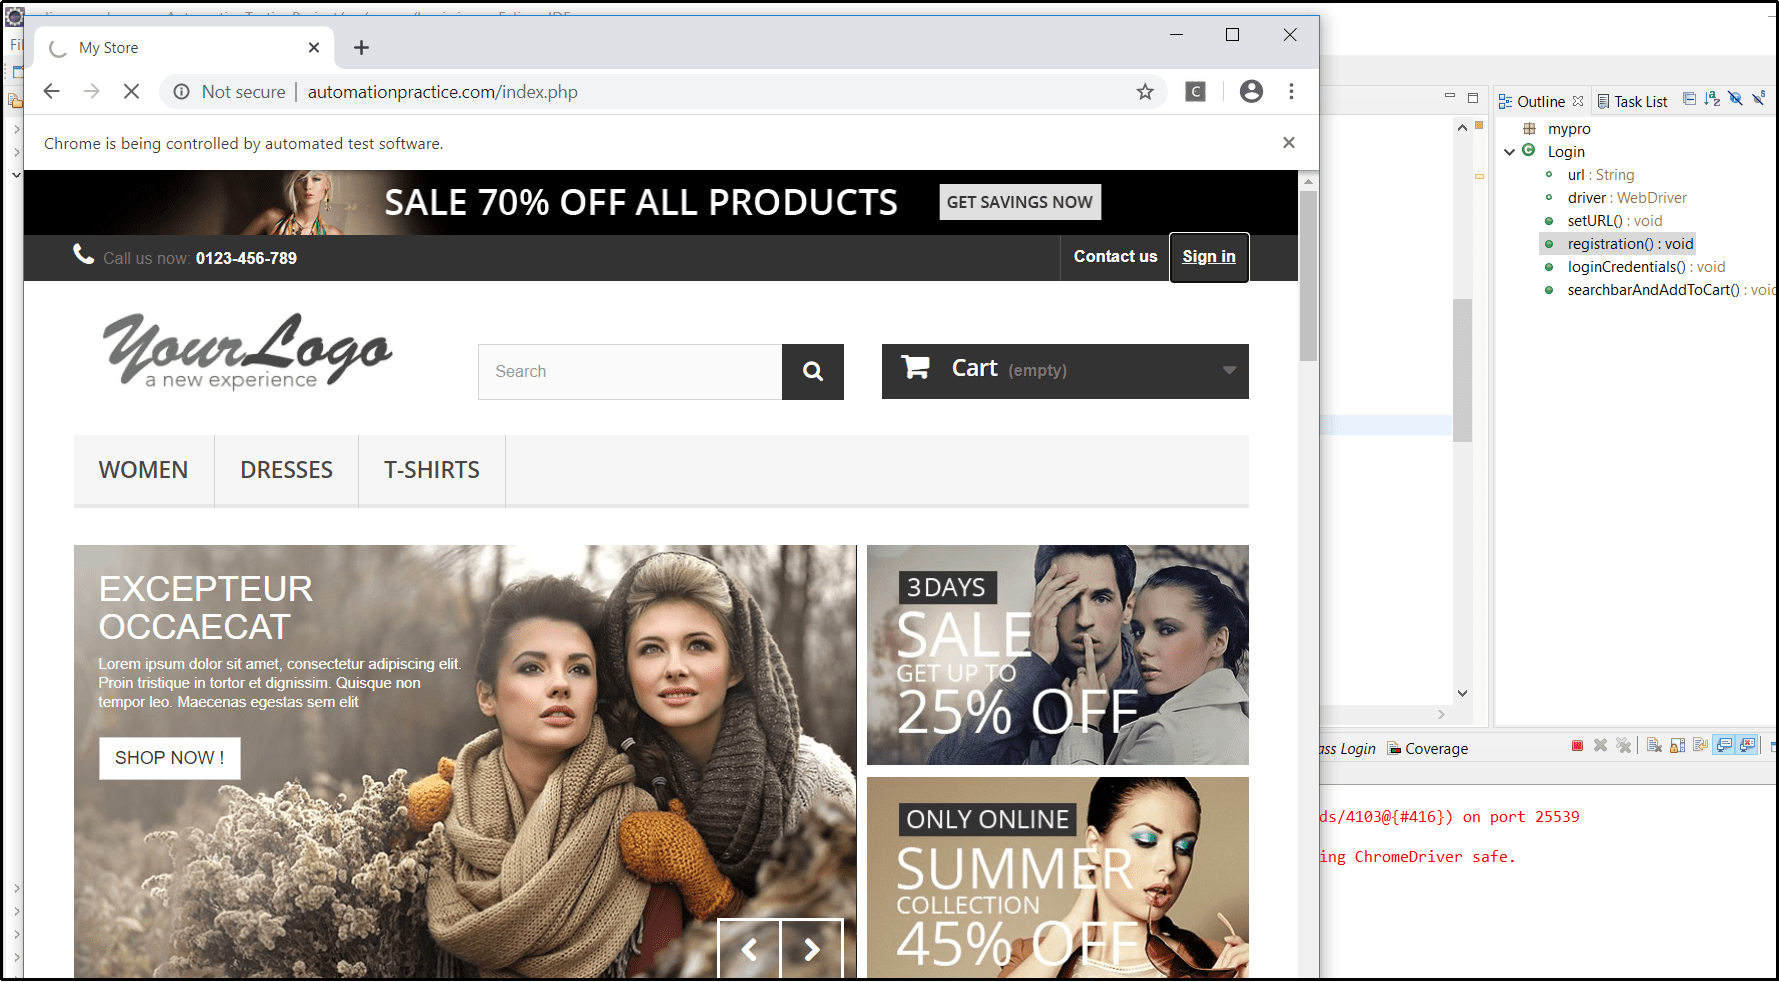 Fil
My Store
Not secure
automationpractice.com/index.php
C
Chrome is being controlled by automated test software.
SALE 70% OFF ALL PRODUCTS
GET SAVINGS NOW
Call us now: 0123-456-789
Contact us
Sign in
YourLogo
a new experience
Search
Cart (empty)
WOMEN
DRESSES
T-SHIRTS
EXCEPTEUR
OCCAECAT
Lorem ipsum dolor sit amet, consectetur adipiscing elit.
Proin tristique in tortor et dignissim. Quisque non
tempor leo. Maecenas egestas sem elit
SHOP NOW !
3 DAYS
SALE
GET UP TO
25% OFF
ONLY ONLINE
SUMMER
COLLECTION
45% OFF
Outline
Task List
mypro
Login
url : String
driver : WebDriver
setURL() : void
registration() : void
loginCredentials() : void
searchbarAndAddToCart() : void
ass Login
Coverage
ds/4103@{#416}) on port 25539
ing ChromeDriver safe.